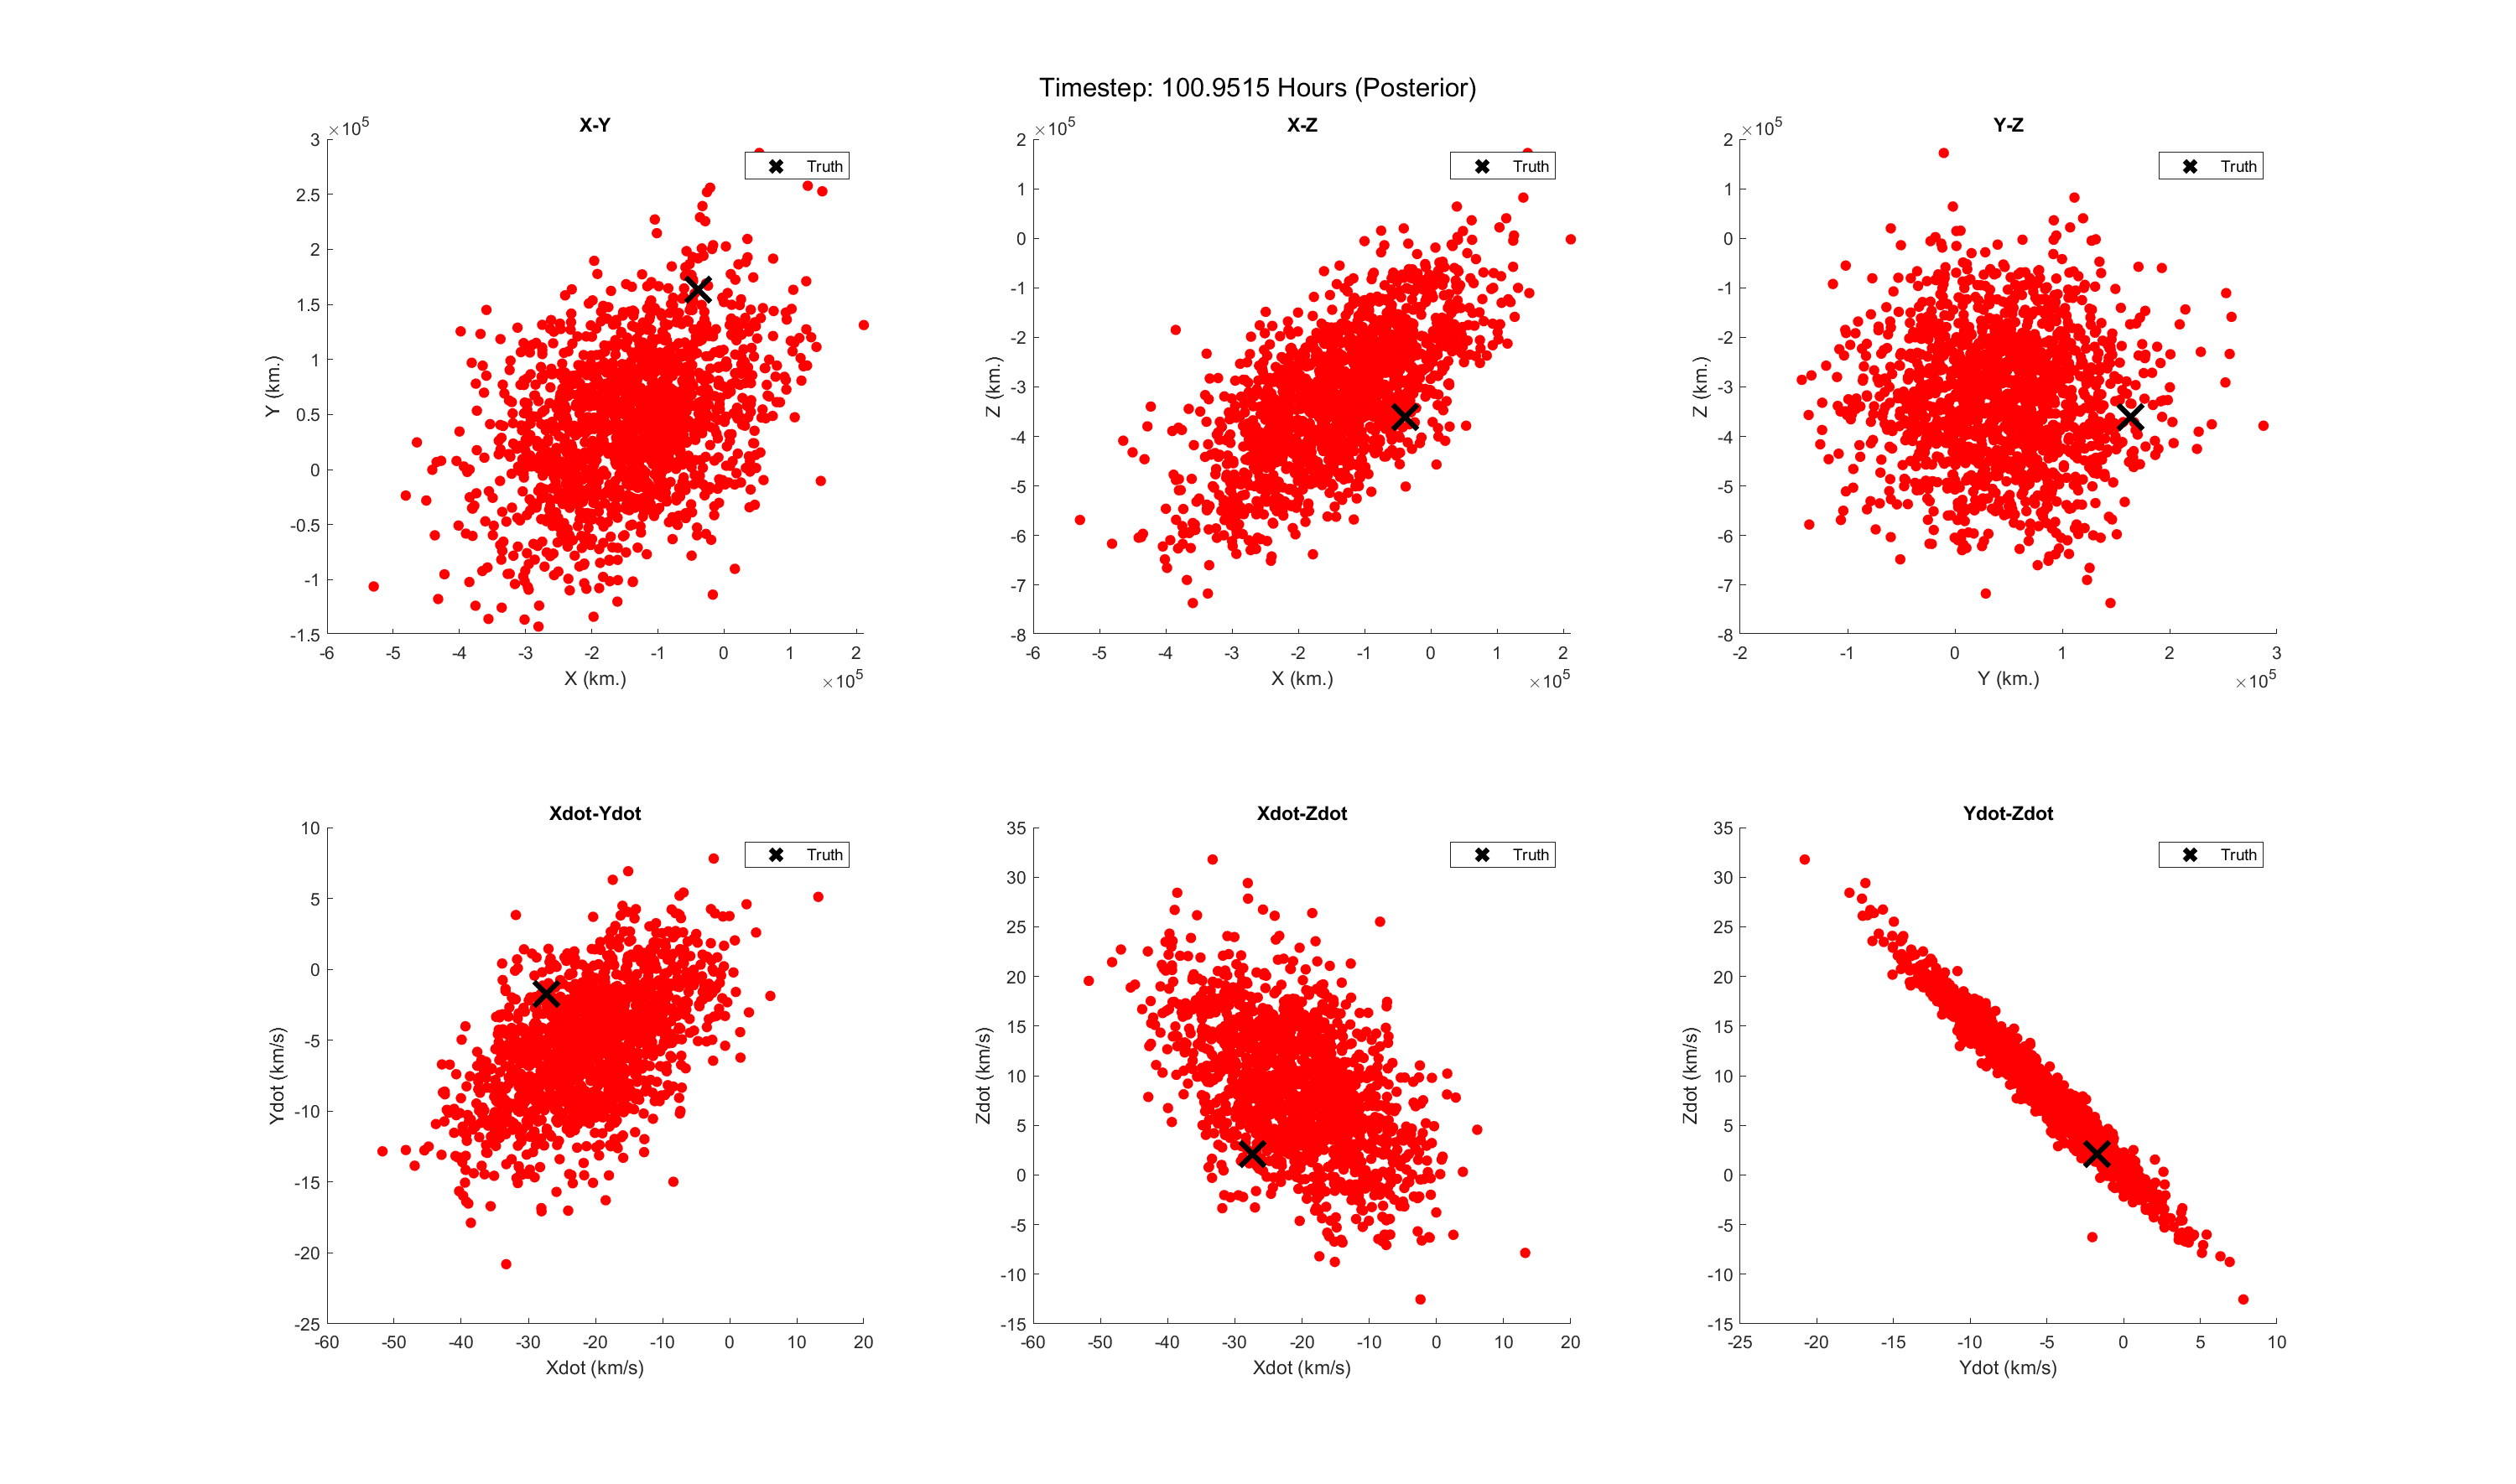 Timestep: 100.9515 Hours (Posterior)
X-Y
×10^5
3
2.5
2
1.5
1
0.5
0
-0.5
-1
-1.5
Y (km.)
Truth
-6 -5 -4 -3 -2 -1 0 1 2
X (km.)
×10^5
X-Z
×10^5
2
1
0
-1
-2
-3
-4
-5
-6
-7
-8
Z (km.)
Truth
-6 -5 -4 -3 -2 -1 0 1 2
X (km.)
×10^5
Y-Z
×10^5
2
1
0
-1
-2
-3
-4
-5
-6
-7
-8
Z (km.)
Truth
-2 -1 0 1 2 3
Y (km.)
×10^5
Xdot-Ydot
10
5
0
-5
-10
-15
-20
-25
Ydot (km/s)
Truth
-60 -50 -40 -30 -20 -10 0 10 20
Xdot (km/s)
Xdot-Zdot
35
30
25
20
15
10
5
0
-5
-10
-15
Zdot (km/s)
Truth
-60 -50 -40 -30 -20 -10 0 10 20
Xdot (km/s)
Ydot-Zdot
35
30
25
20
15
10
5
0
-5
-10
-15
Zdot (km/s)
Truth
-25 -20 -15 -10 -5 0 5 10
Ydot (km/s)